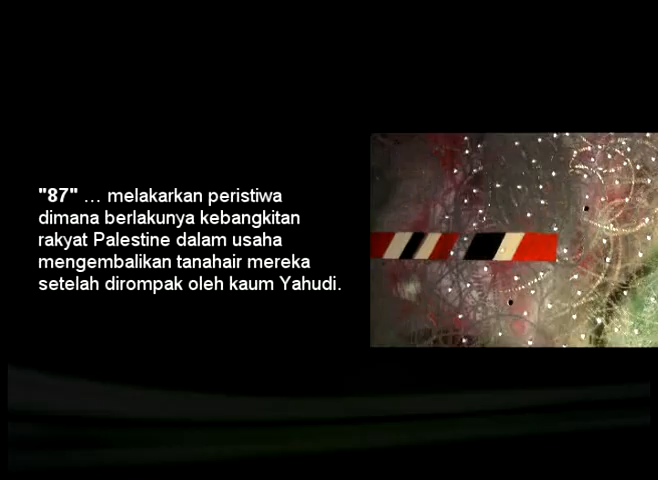 "87" … melakarkan peristiwa
dimana berlakunya kebangkitan
rakyat Palestine dalam usaha
mengembalikan tanahair mereka
setelah dirompak oleh kaum Yahudi.